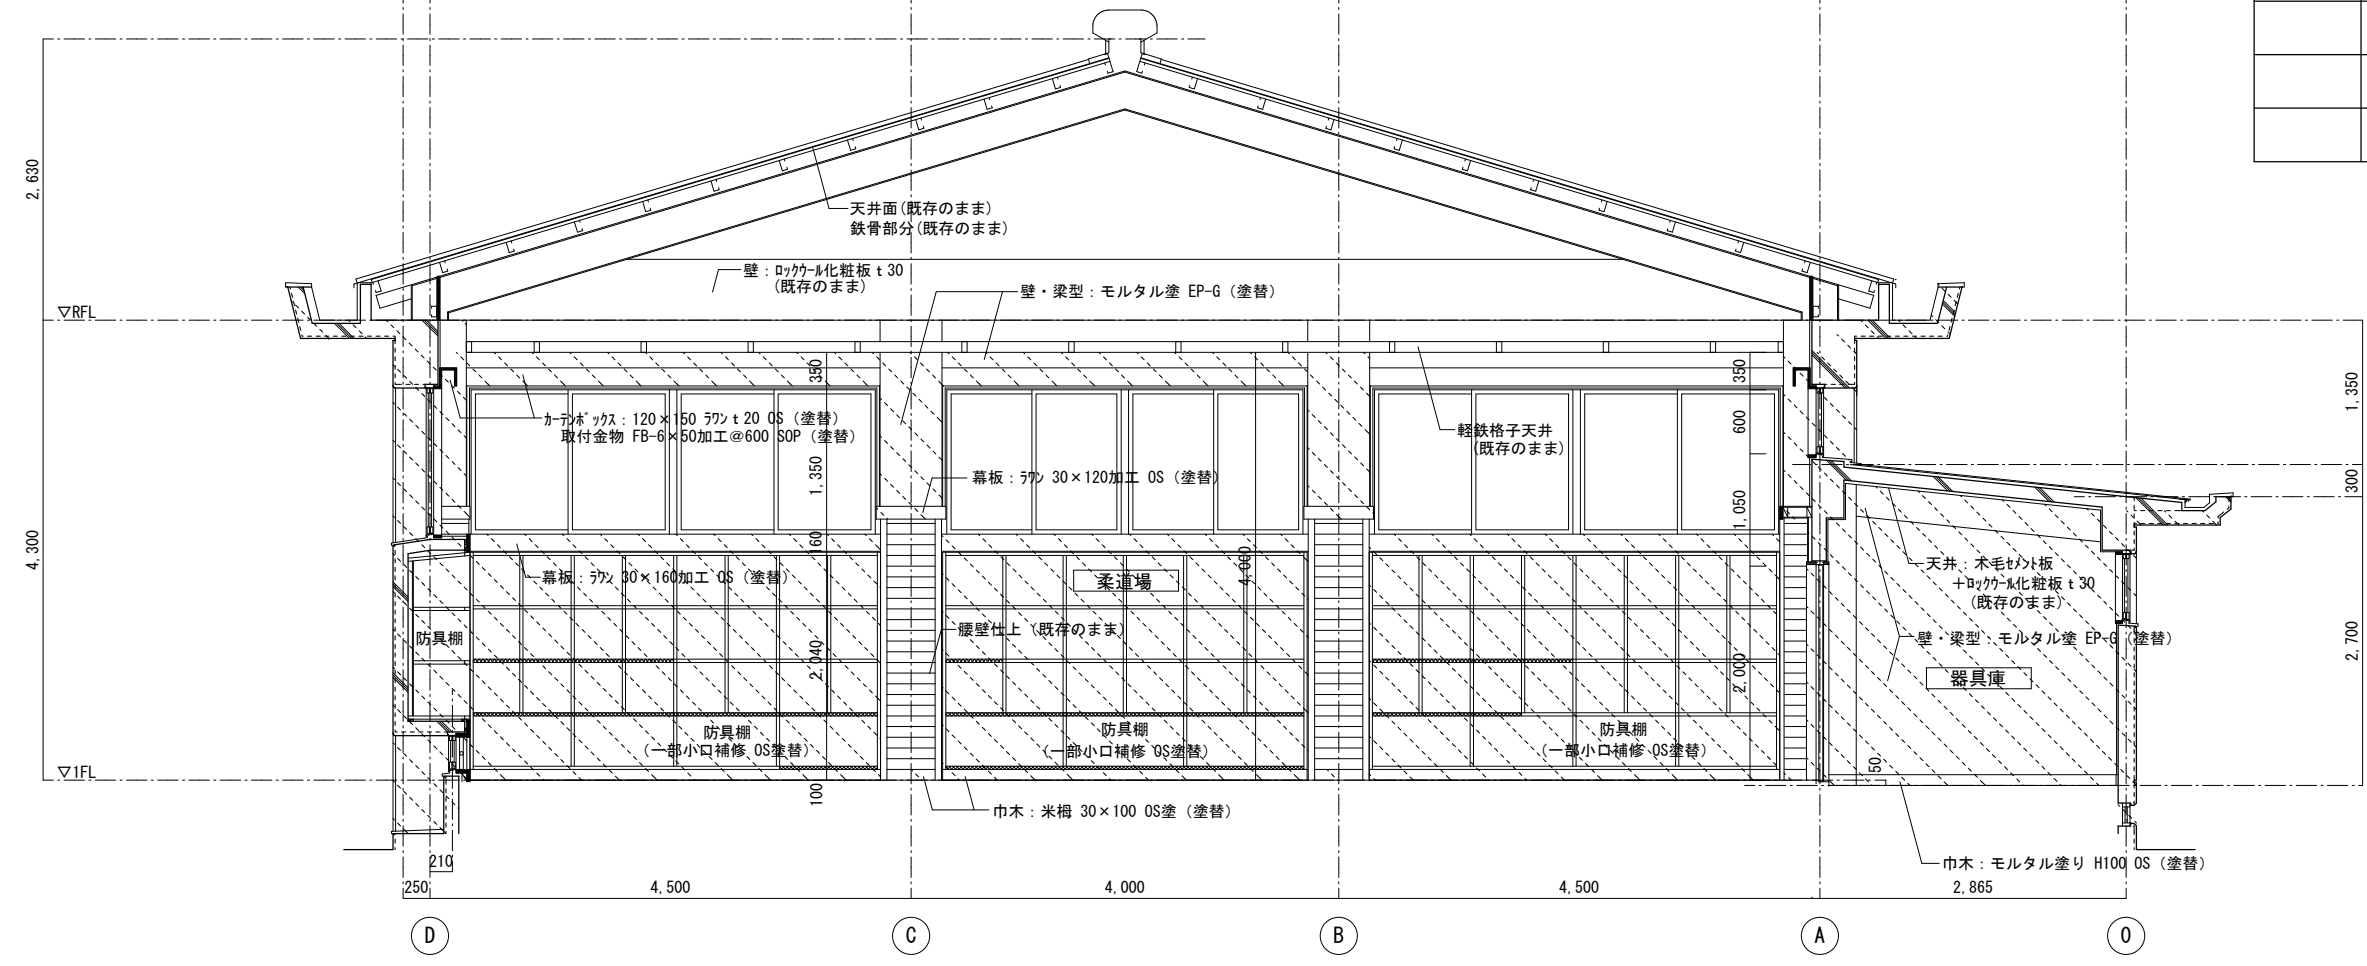 2,630
天井面(既存のまま)
鉄骨部分(既存のまま)
壁：ロックウール化粧板 t 30
(既存のまま)
壁・梁型：モルタル塗 EP-G (塗替)
▽RFL
350
350
1,350
カーテンボックス：120×150 ラワン t 20 OS (塗替)
取付金物 FB-6×50加工@600 SOP (塗替)
600
軽鉄格子天井
(既存のまま)
幕板：ラワン 30×120加工 OS (塗替)
1,350
300
1,050
4,300
160
4,000
幕板：ラワン 30×160加工 OS (塗替)
柔道場
天井：木毛セメント板
＋ロックウール化粧板 t 30
(既存のまま)
防具棚
腰壁仕上 (既存のまま)
壁・梁型：モルタル塗 EP-G (塗替)
2,040
2,000
2,700
器具庫
防具棚
(一部小口補修 OS塗替)
防具棚
(一部小口補修 OS塗替)
防具棚
(一部小口補修 OS塗替)
▽1FL
50
100
巾木：米栂 30×100 OS塗 (塗替)
210
巾木：モルタル塗り H100 OS (塗替)
250
4,500
4,000
4,500
2,865
D
C
B
A
0